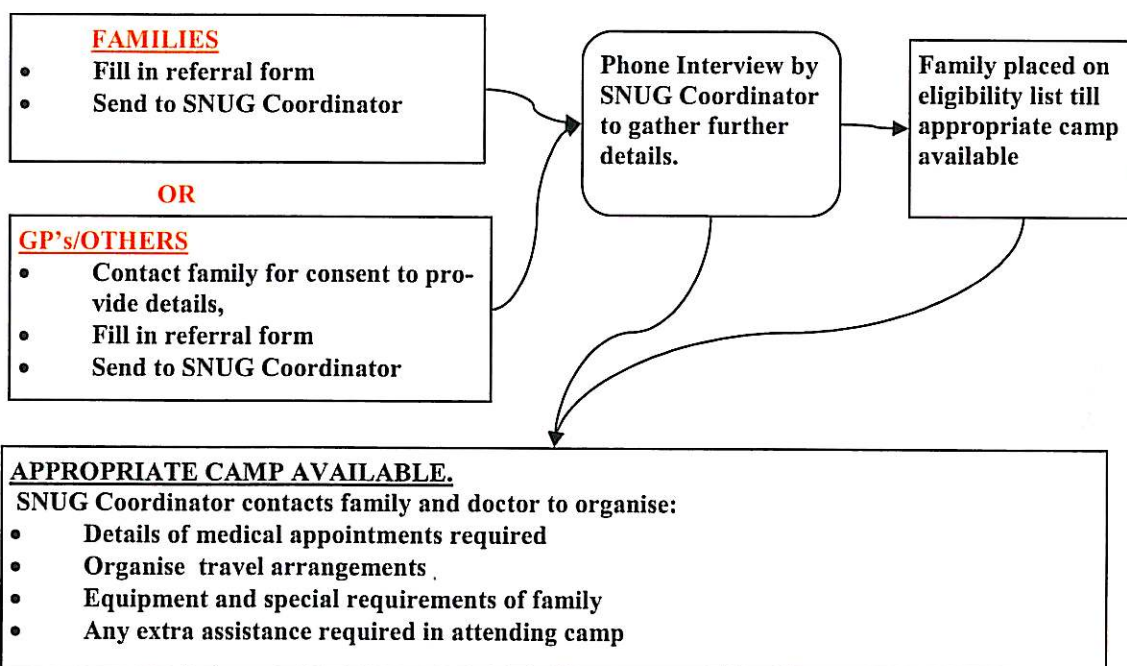 FAMILIES
• Fill in referral form
• Send to SNUG Coordinator
OR
GP's/OTHERS
• Contact family for consent to pro-
vide details,
• Fill in referral form
• Send to SNUG Coordinator
Phone Interview by
SNUG Coordinator
to gather further
details.
Family placed on
eligibility list till
appropriate camp
available
APPROPRIATE CAMP AVAILABLE.
SNUG Coordinator contacts family and doctor to organise:
• Details of medical appointments required
• Organise travel arrangements
• Equipment and special requirements of family
• Any extra assistance required in attending camp